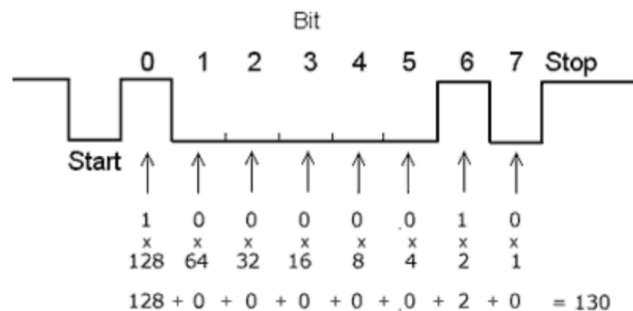 Bit
0 1 2 3 4 5 6 7 Stop
Start
1 0 0 0 0 .0 1 0
x x x x x x x x
128 64 32 16 8 4 2 1
128 + 0 + 0 + 0 + 0 + .0 + 2 + 0 = 130